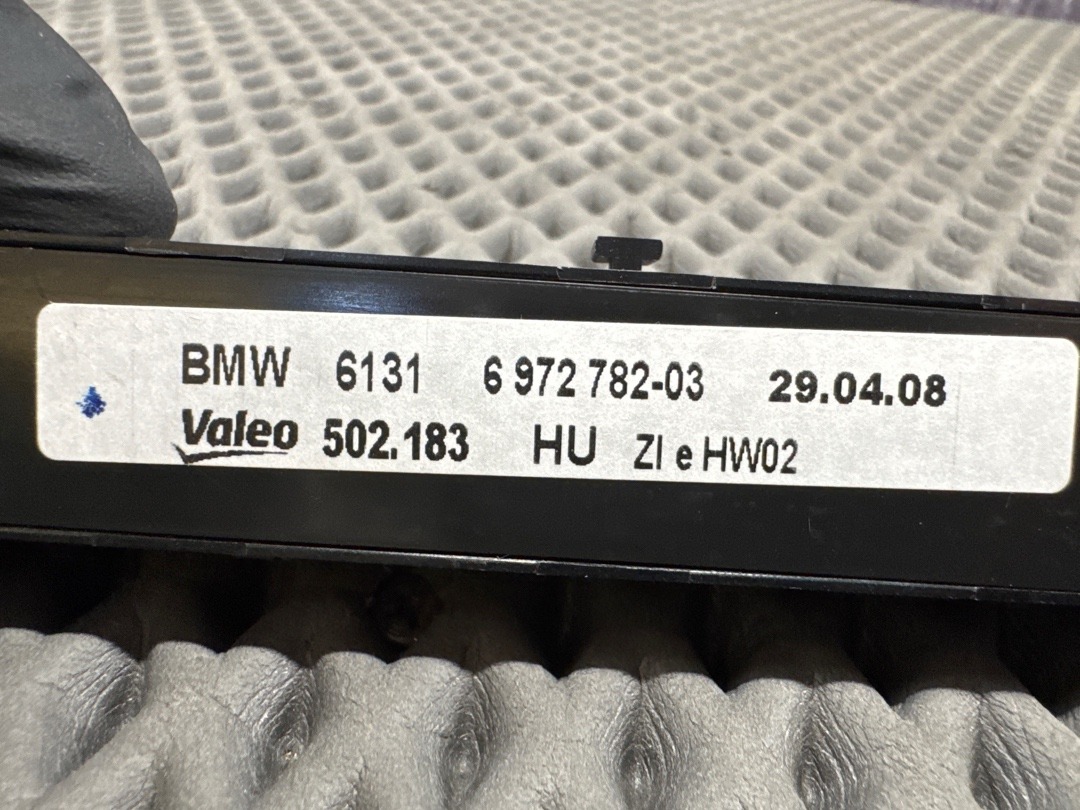 BMW 6131 6 972 782-03 29.04.08
Valeo 502.183 HU ZI e HW02